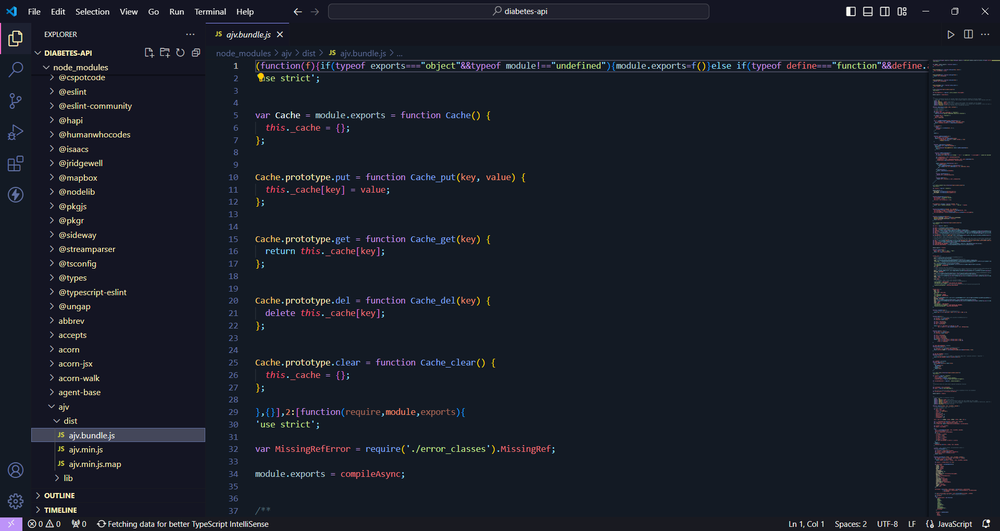 File Edit Selection View Go Run Terminal Help
diabetes-api
EXPLORER
DIABETES-API
node_modules
@cspotcode
@eslint
@eslint-community
@hapi
@humanwhocodes
@isaacs
@jridgewell
@mapbox
@nodelib
@pkgjs
@pkgr
@sideway
@streamparser
@tsconfig
@types
@typescript-eslint
@ungap
abbrev
accepts
acorn
acorn-jsx
acorn-walk
agent-base
ajv
dist
JS ajv.bundle.js
JS ajv.min.js
JS ajv.min.js.map
lib
OUTLINE
TIMELINE
JS ajv.bundle.js
node_modules > ajv > dist > JS ajv.bundle.js > ...
1 (function(f){if(typeof exports==="object"&&typeof module!=="undefined"){module.exports=f()}else if(typeof define==="function"&&define.
2 'use strict';
3
4
5 var Cache = module.exports = function Cache() {
6 this._cache = {};
7 };
8
9
10 Cache.prototype.put = function Cache_put(key, value) {
11 this._cache[key] = value;
12 };
13
14
15 Cache.prototype.get = function Cache_get(key) {
16 return this._cache[key];
17 };
18
19
20 Cache.prototype.del = function Cache_del(key) {
21 delete this._cache[key];
22 };
23
24
25 Cache.prototype.clear = function Cache_clear() {
26 this._cache = {};
27 };
28
29 },{}],2:[function(require,module,exports){
30 'use strict';
31
32 var MissingRefError = require('./error_classes').MissingRef;
33
34 module.exports = compileAsync;
35
36
37 /**
0 0 0 Fetching data for better TypeScript IntelliSense
Ln 1, Col 1 Spaces: 2 UTF-8 LF {} JavaScript